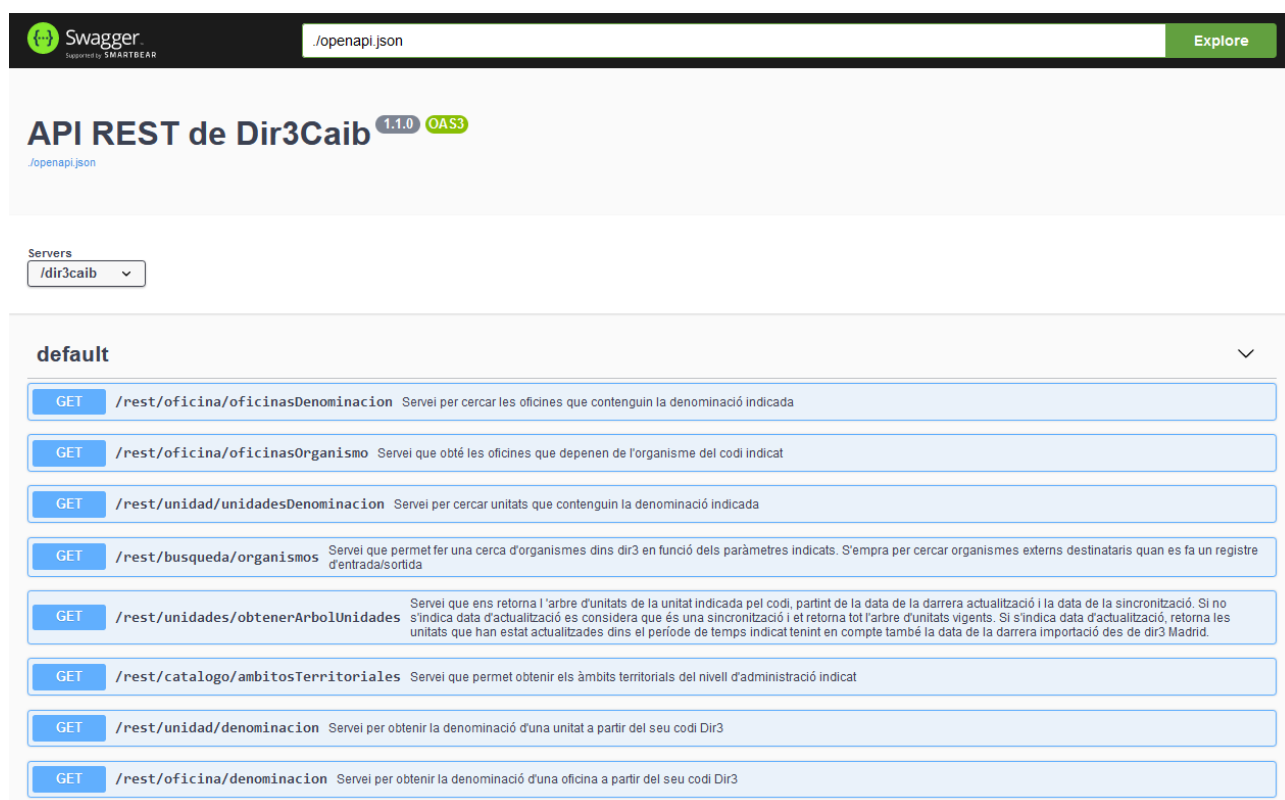 Swagger.
Supported by SMARTBEAR
./openapi.json
Explore
API REST de Dir3Caib 1.1.0 OAS3
./openapi.json
Servers
/dir3caib
default
GET /rest/oficina/oficinasDenominacion Servei per cercar les oficines que contenguin la denominació indicada
GET /rest/oficina/oficinasOrganismo Servei que obté les oficines que depenen de l'organisme del codi indicat
GET /rest/unidad/unidadesDenominacion Servei per cercar unitats que contenguin la denominació indicada
GET /rest/busqueda/organismos Servei que permet fer una cerca d'organismes dins dir3 en funció dels paràmetres indicats. S'empra per cercar organismes externs destinataris quan es fa un registre
d'entrada/sortida
GET /rest/unidades/obtenerArbolUnidades Servei que ens retorna l 'arbre d'unitats de la unitat indicada pel codi, partint de la data de la darrera actualització i la data de la sincronització. Si no
s'indica data d'actualització es considera que és una sincronització i et retorna tot l'arbre d'unitats vigents. Si s'indica data d'actualització, retorna les
unitats que han estat actualitzades dins el període de temps indicat tenint en compte també la data de la darrera importació des de dir3 Madrid.
GET /rest/catalogo/ambitosTerritoriales Servei que permet obtenir els àmbits territorials del nivell d'administració indicat
GET /rest/unidad/denominacion Servei per obtenir la denominació d'una unitat a partir del seu codi Dir3
GET /rest/oficina/denominacion Servei per obtenir la denominació d'una oficina a partir del seu codi Dir3